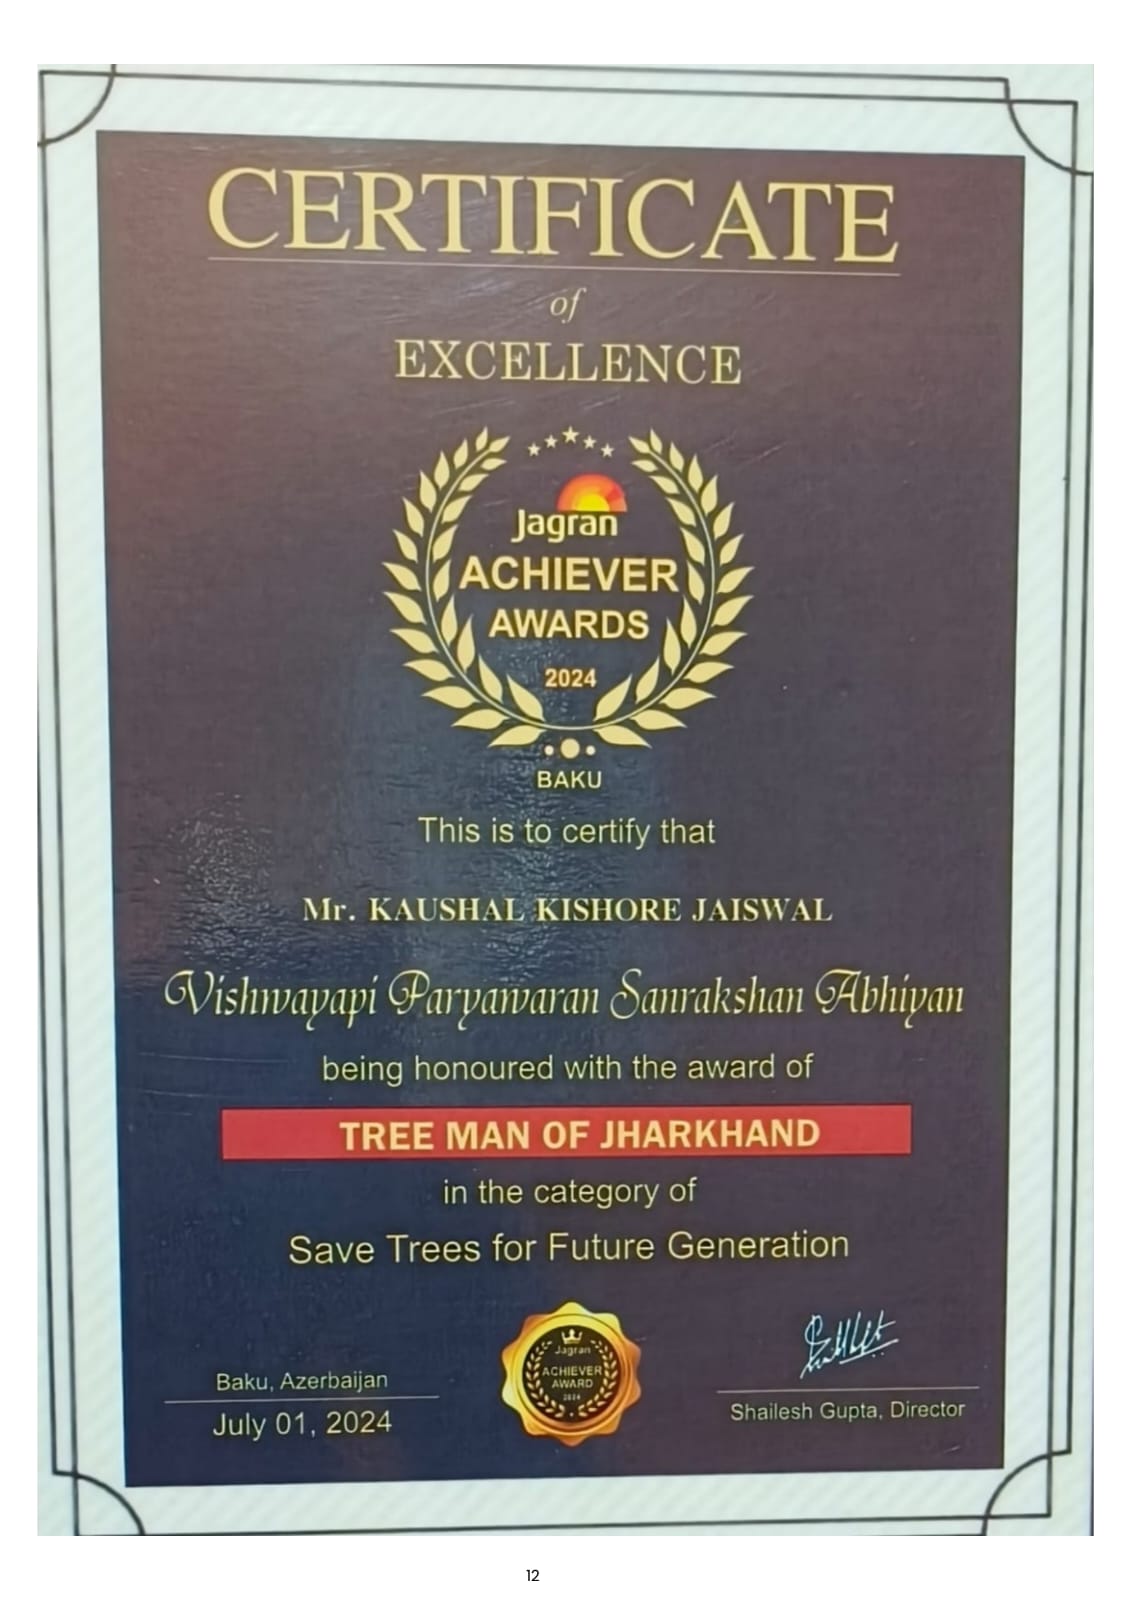 CERTIFICATE
of
EXCELLENCE
Jagran
ACHIEVER
AWARDS
2024
BAKU
This is to certify that
Mr. KAUSHAL KISHORE JAISWAL
Vishwayapi Paryawaran Sanrakshan Abhiyan
being honoured with the award of
TREE MAN OF JHARKHAND
in the category of
Save Trees for Future Generation
Jagran
ACHIEVER
AWARD
2024
Baku, Azerbaijan
July 01, 2024
Shailesh Gupta, Director
12